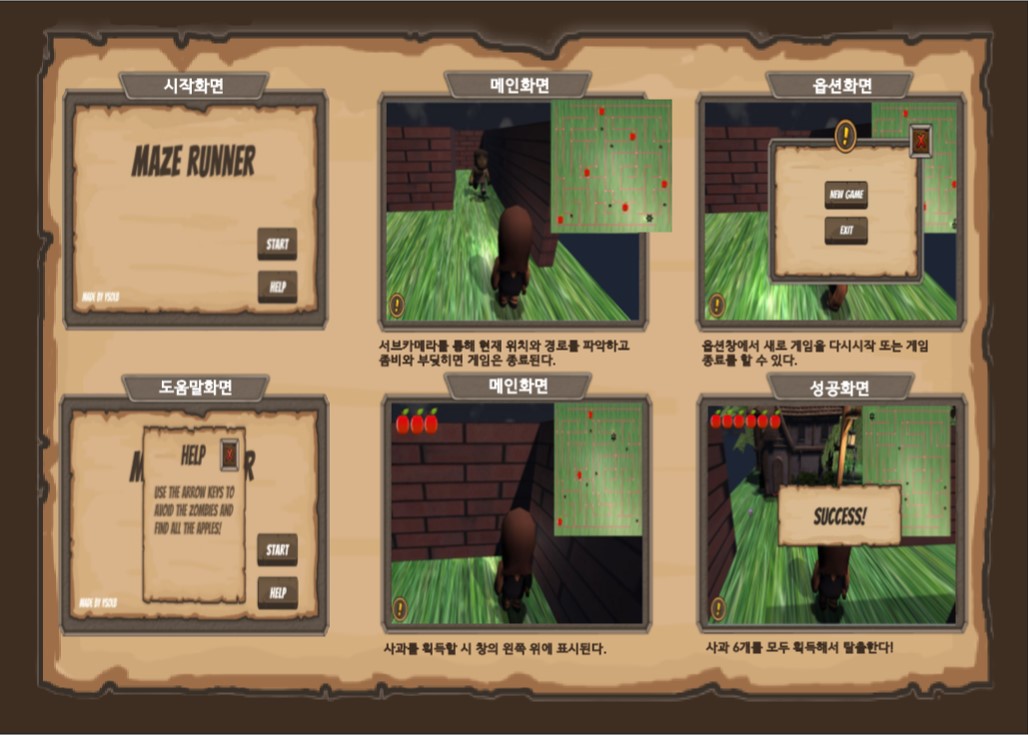 시작화면
MAZE RUNNER
START
HELP
MADE BY YSOLO
메인화면
서브카메라를 통해 현재 위치와 경로를 파악하고
좀비와 부딪히면 게임은 종료된다.
옵션화면
NEW GAME
EXIT
옵션창에서 새로 게임을 다시시작 또는 게임
종료를 할 수 있다.
도움말화면
HELP
USE THE ARROW KEYS TO
AVOID THE ZOMBIES AND
FIND ALL THE APPLES!
START
HELP
MADE BY YSOLO
메인화면
사과를 획득할 시 창의 왼쪽 위에 표시된다.
성공화면
SUCCESS!
사과 6개를 모두 획득해서 탈출한다!